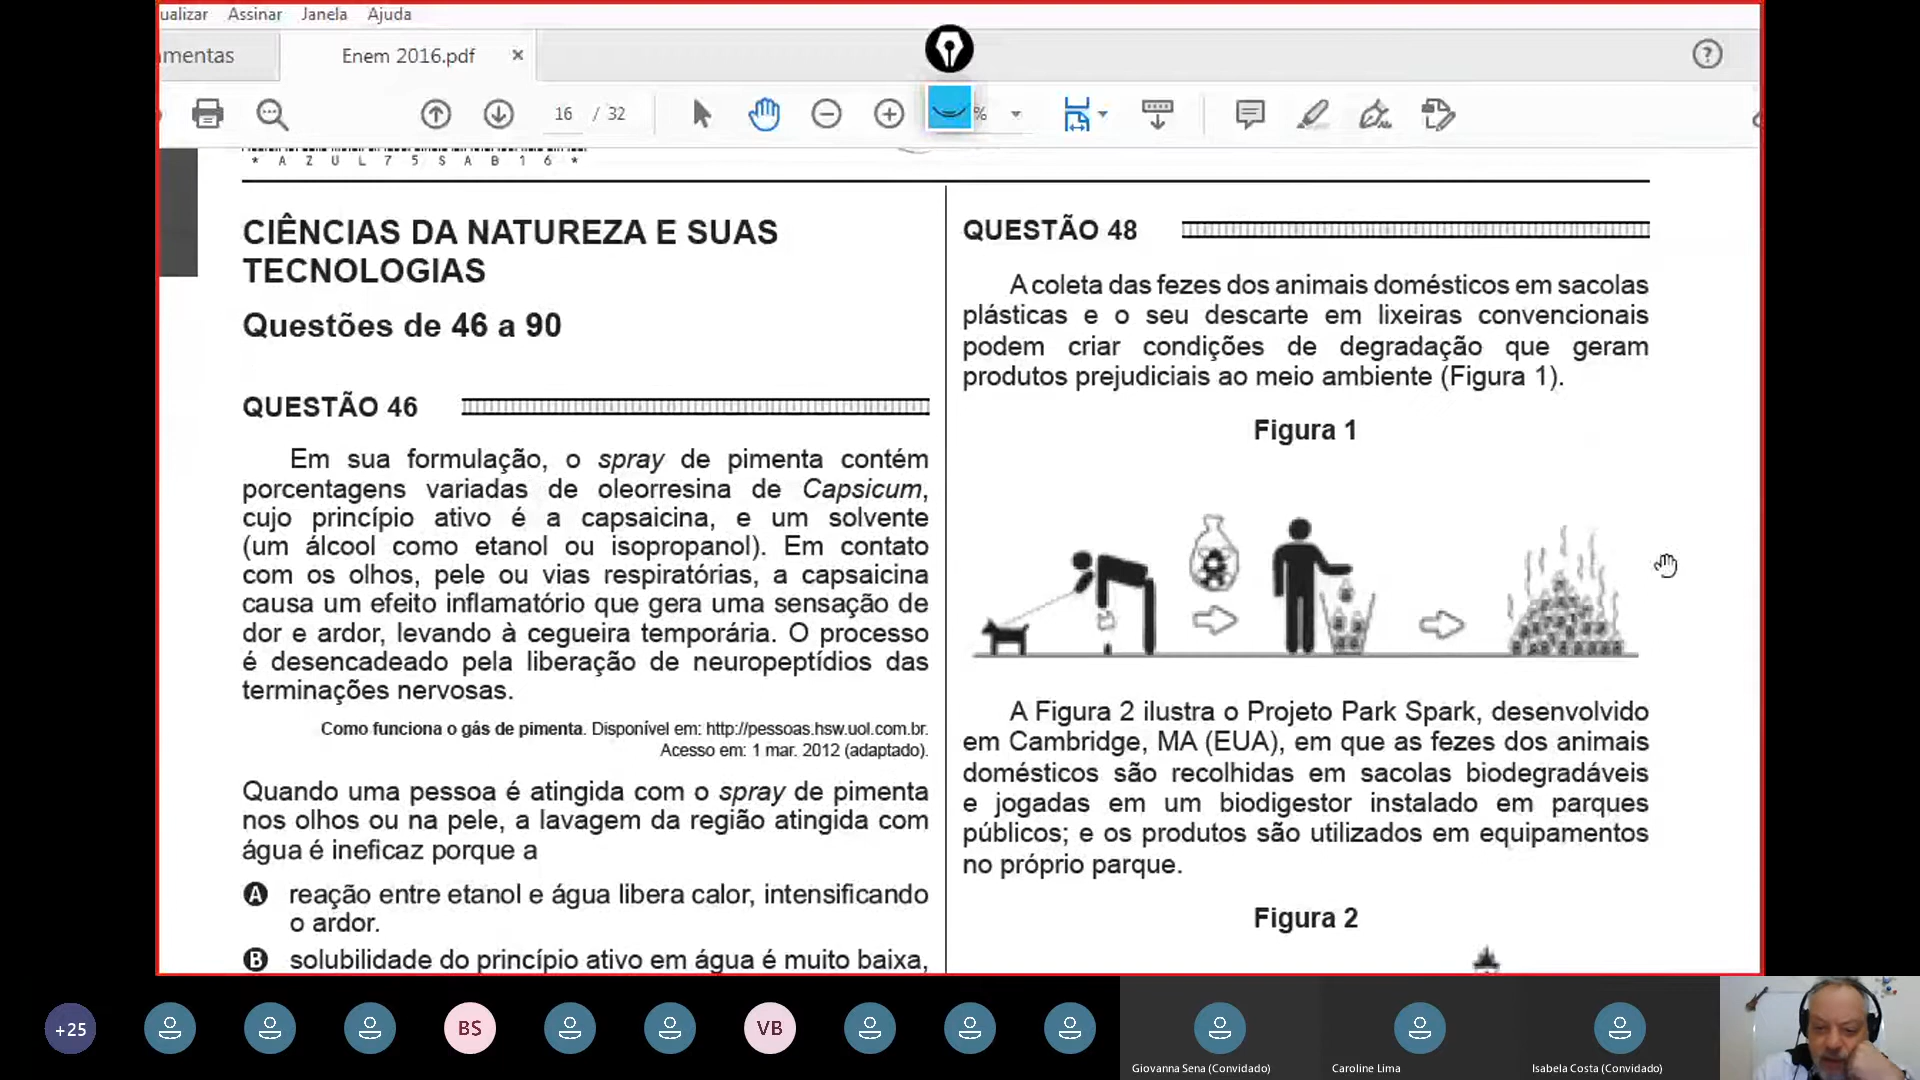 ualizar Assinar Janela Ajuda
amentas
Enem 2016.pdf
16 / 32
%
* A Z U L 7 5 S A B 1 6 *
CIÊNCIAS DA NATUREZA E SUAS
TECNOLOGIAS
Questões de 46 a 90
QUESTÃO 46
Em sua formulação, o spray de pimenta contém
porcentagens variadas de oleorresina de Capsicum,
cujo princípio ativo é a capsaicina, e um solvente
(um álcool como etanol ou isopropanol). Em contato
com os olhos, pele ou vias respiratórias, a capsaicina
causa um efeito inflamatório que gera uma sensação de
dor e ardor, levando à cegueira temporária. O processo
é desencadeado pela liberação de neuropeptídios das
terminações nervosas.
Como funciona o gás de pimenta. Disponível em: http://pessoas.hsw.uol.com.br.
Acesso em: 1 mar. 2012 (adaptado).
Quando uma pessoa é atingida com o spray de pimenta
nos olhos ou na pele, a lavagem da região atingida com
água é ineficaz porque a
A reação entre etanol e água libera calor, intensificando
o ardor.
B solubilidade do princípio ativo em água é muito baixa,
QUESTÃO 48
A coleta das fezes dos animais domésticos em sacolas
plásticas e o seu descarte em lixeiras convencionais
podem criar condições de degradação que geram
produtos prejudiciais ao meio ambiente (Figura 1).
Figura 1
A Figura 2 ilustra o Projeto Park Spark, desenvolvido
em Cambridge, MA (EUA), em que as fezes dos animais
domésticos são recolhidas em sacolas biodegradáveis
e jogadas em um biodigestor instalado em parques
públicos; e os produtos são utilizados em equipamentos
no próprio parque.
Figura 2
+25
BS
VB
Giovanna Sena (Convidado)
Caroline Lima
Isabela Costa (Convidado)